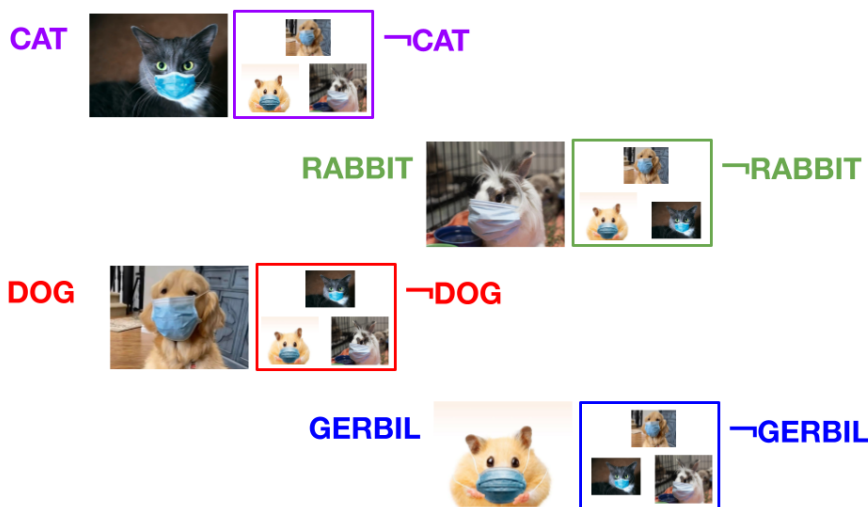 CAT ¬CAT
RABBIT ¬RABBIT
DOG ¬DOG
GERBIL ¬GERBIL